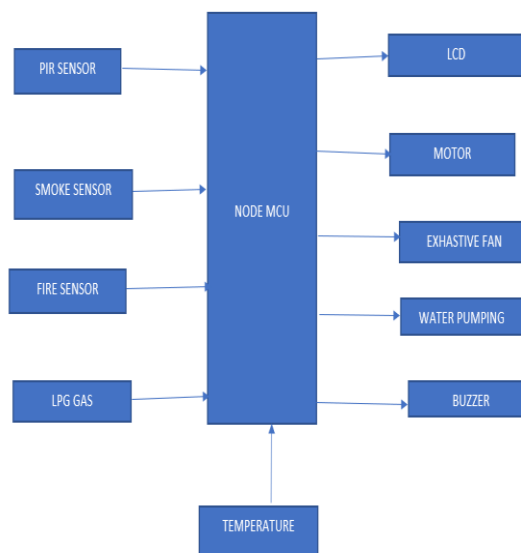 PIR SENSOR
SMOKE SENSOR
FIRE SENSOR
LPG GAS
NODE MCU
LCD
MOTOR
EXHASTIVE FAN
WATER PUMPING
BUZZER
TEMPERATURE